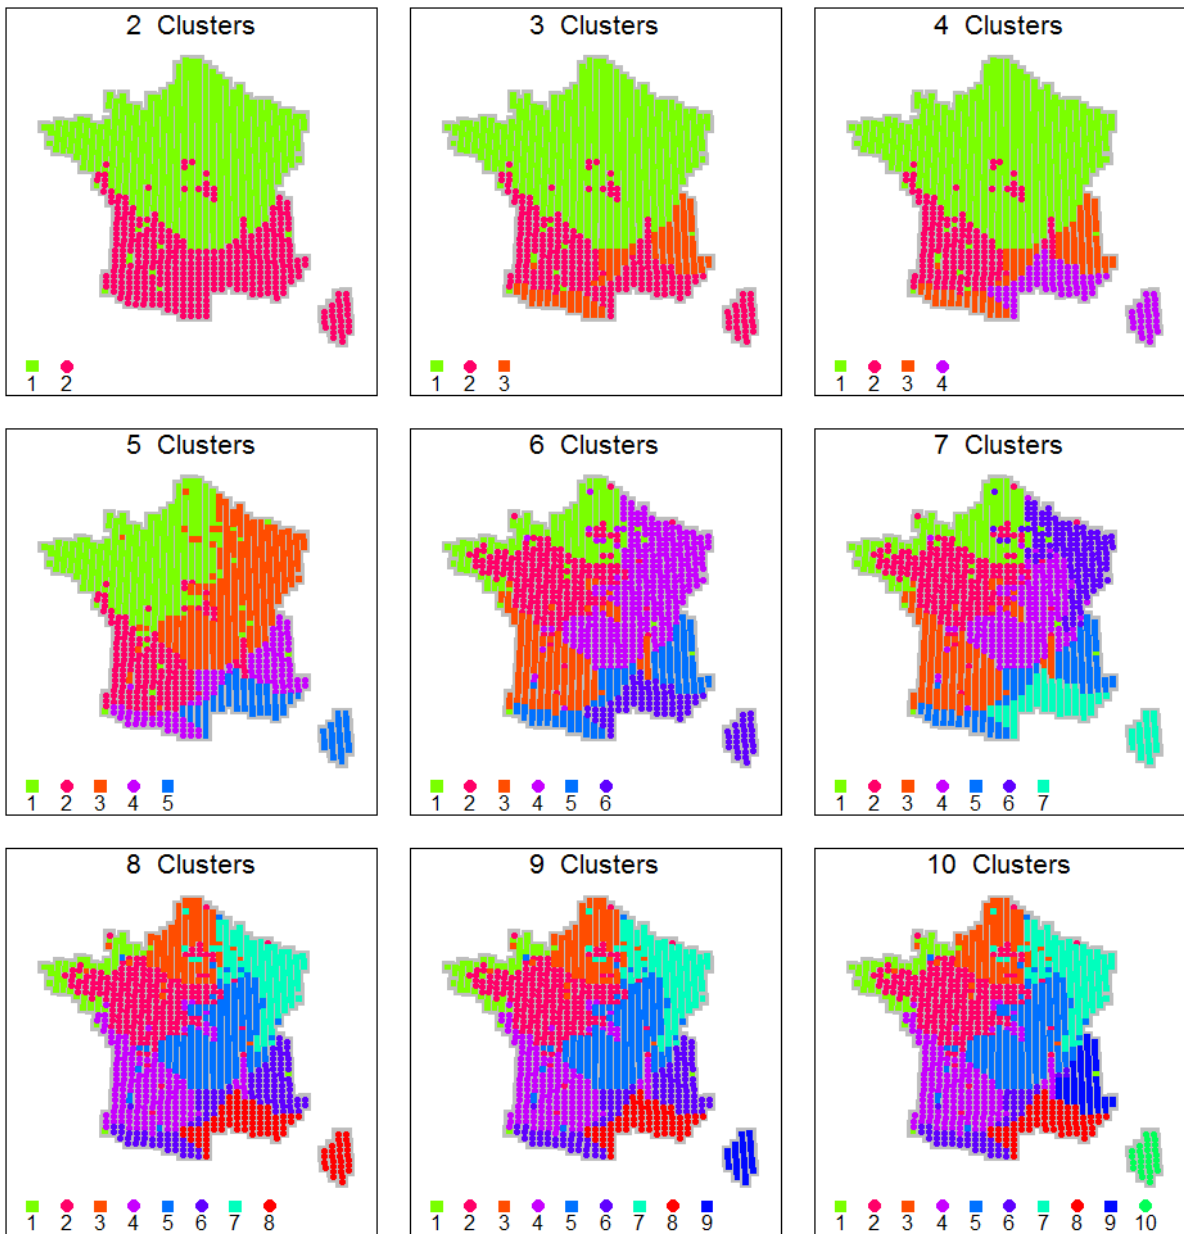 2 Clusters
1 2
3 Clusters
1 2 3
4 Clusters
1 2 3 4
5 Clusters
1 2 3 4 5
6 Clusters
1 2 3 4 5 6
7 Clusters
1 2 3 4 5 6 7
8 Clusters
1 2 3 4 5 6 7 8
9 Clusters
1 2 3 4 5 6 7 8 9
10 Clusters
1 2 3 4 5 6 7 8 9 10